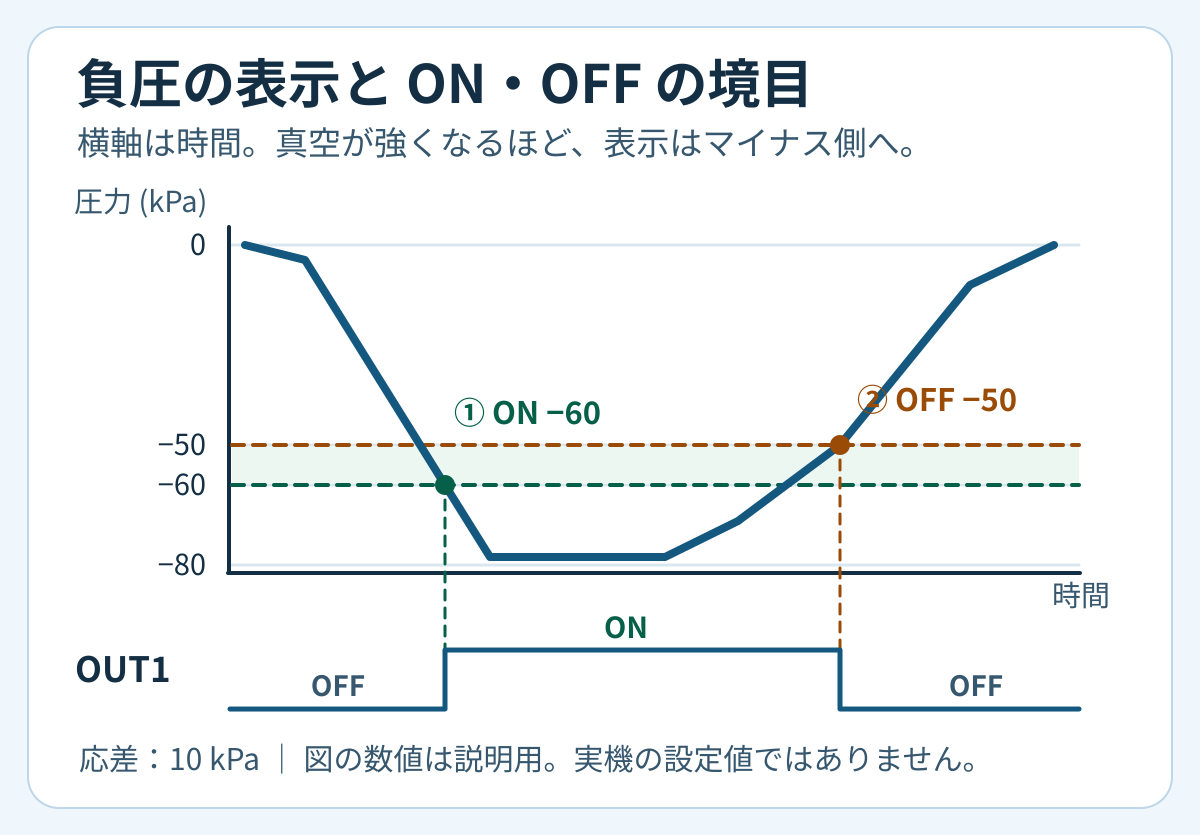 負圧の表示と ON・OFF の境目
横軸は時間。真空が強くなるほど、表示はマイナス側へ。
圧力 (kPa)
0
① ON −60
② OFF −50
−50
−60
−80
時間
ON
OUT1
OFF
OFF
応差：10 kPa ｜ 図の数値は説明用。実機の設定値ではありません。